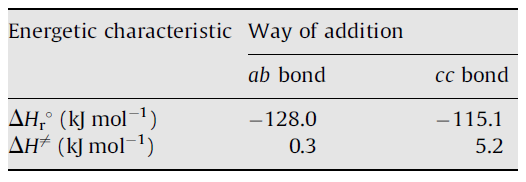 Energetic characteristic Way of addition
ab bond cc bond
ΔHr° (kJ mol⁻¹) −128.0 −115.1
ΔH≠ (kJ mol⁻¹) 0.3 5.2